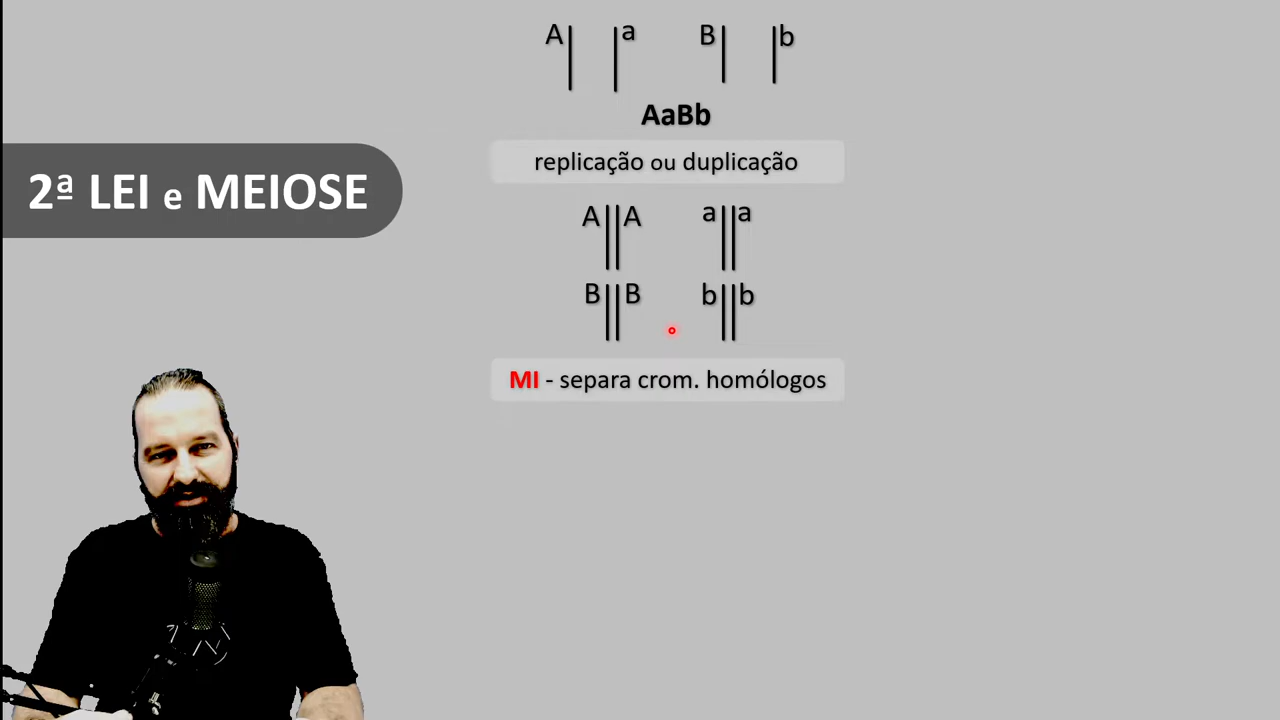 A a B b
AaBb
replicação ou duplicação
2ª LEI e MEIOSE
A A a a
B B b b
MI - separa crom. homólogos